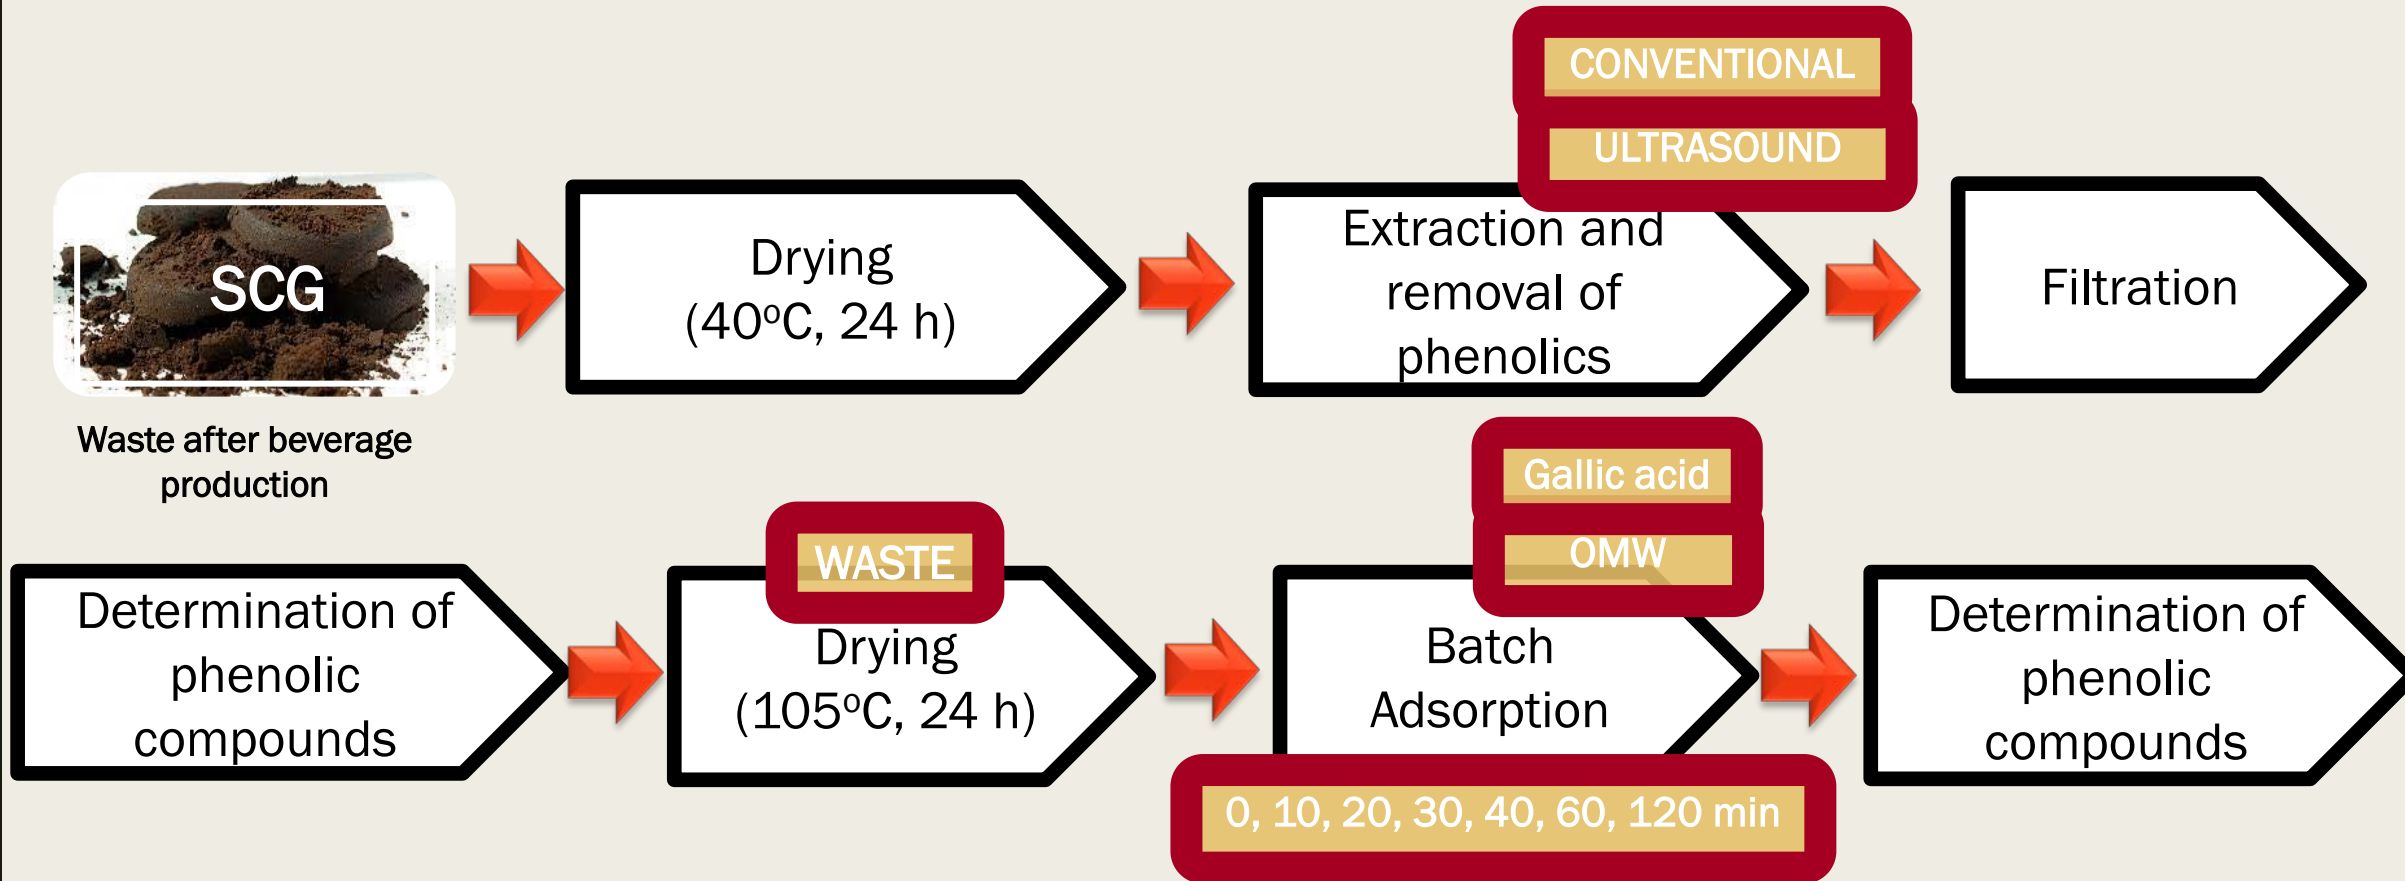 CONVENTIONAL
ULTRASOUND
SCG
Waste after beverage
production
Drying
(40ºC, 24 h)
Extraction and
removal of
phenolics
Filtration
Determination of
phenolic
compounds
WASTE
Drying
(105ºC, 24 h)
Gallic acid
OMW
Batch
Adsorption
0, 10, 20, 30, 40, 60, 120 min
Determination of
phenolic
compounds